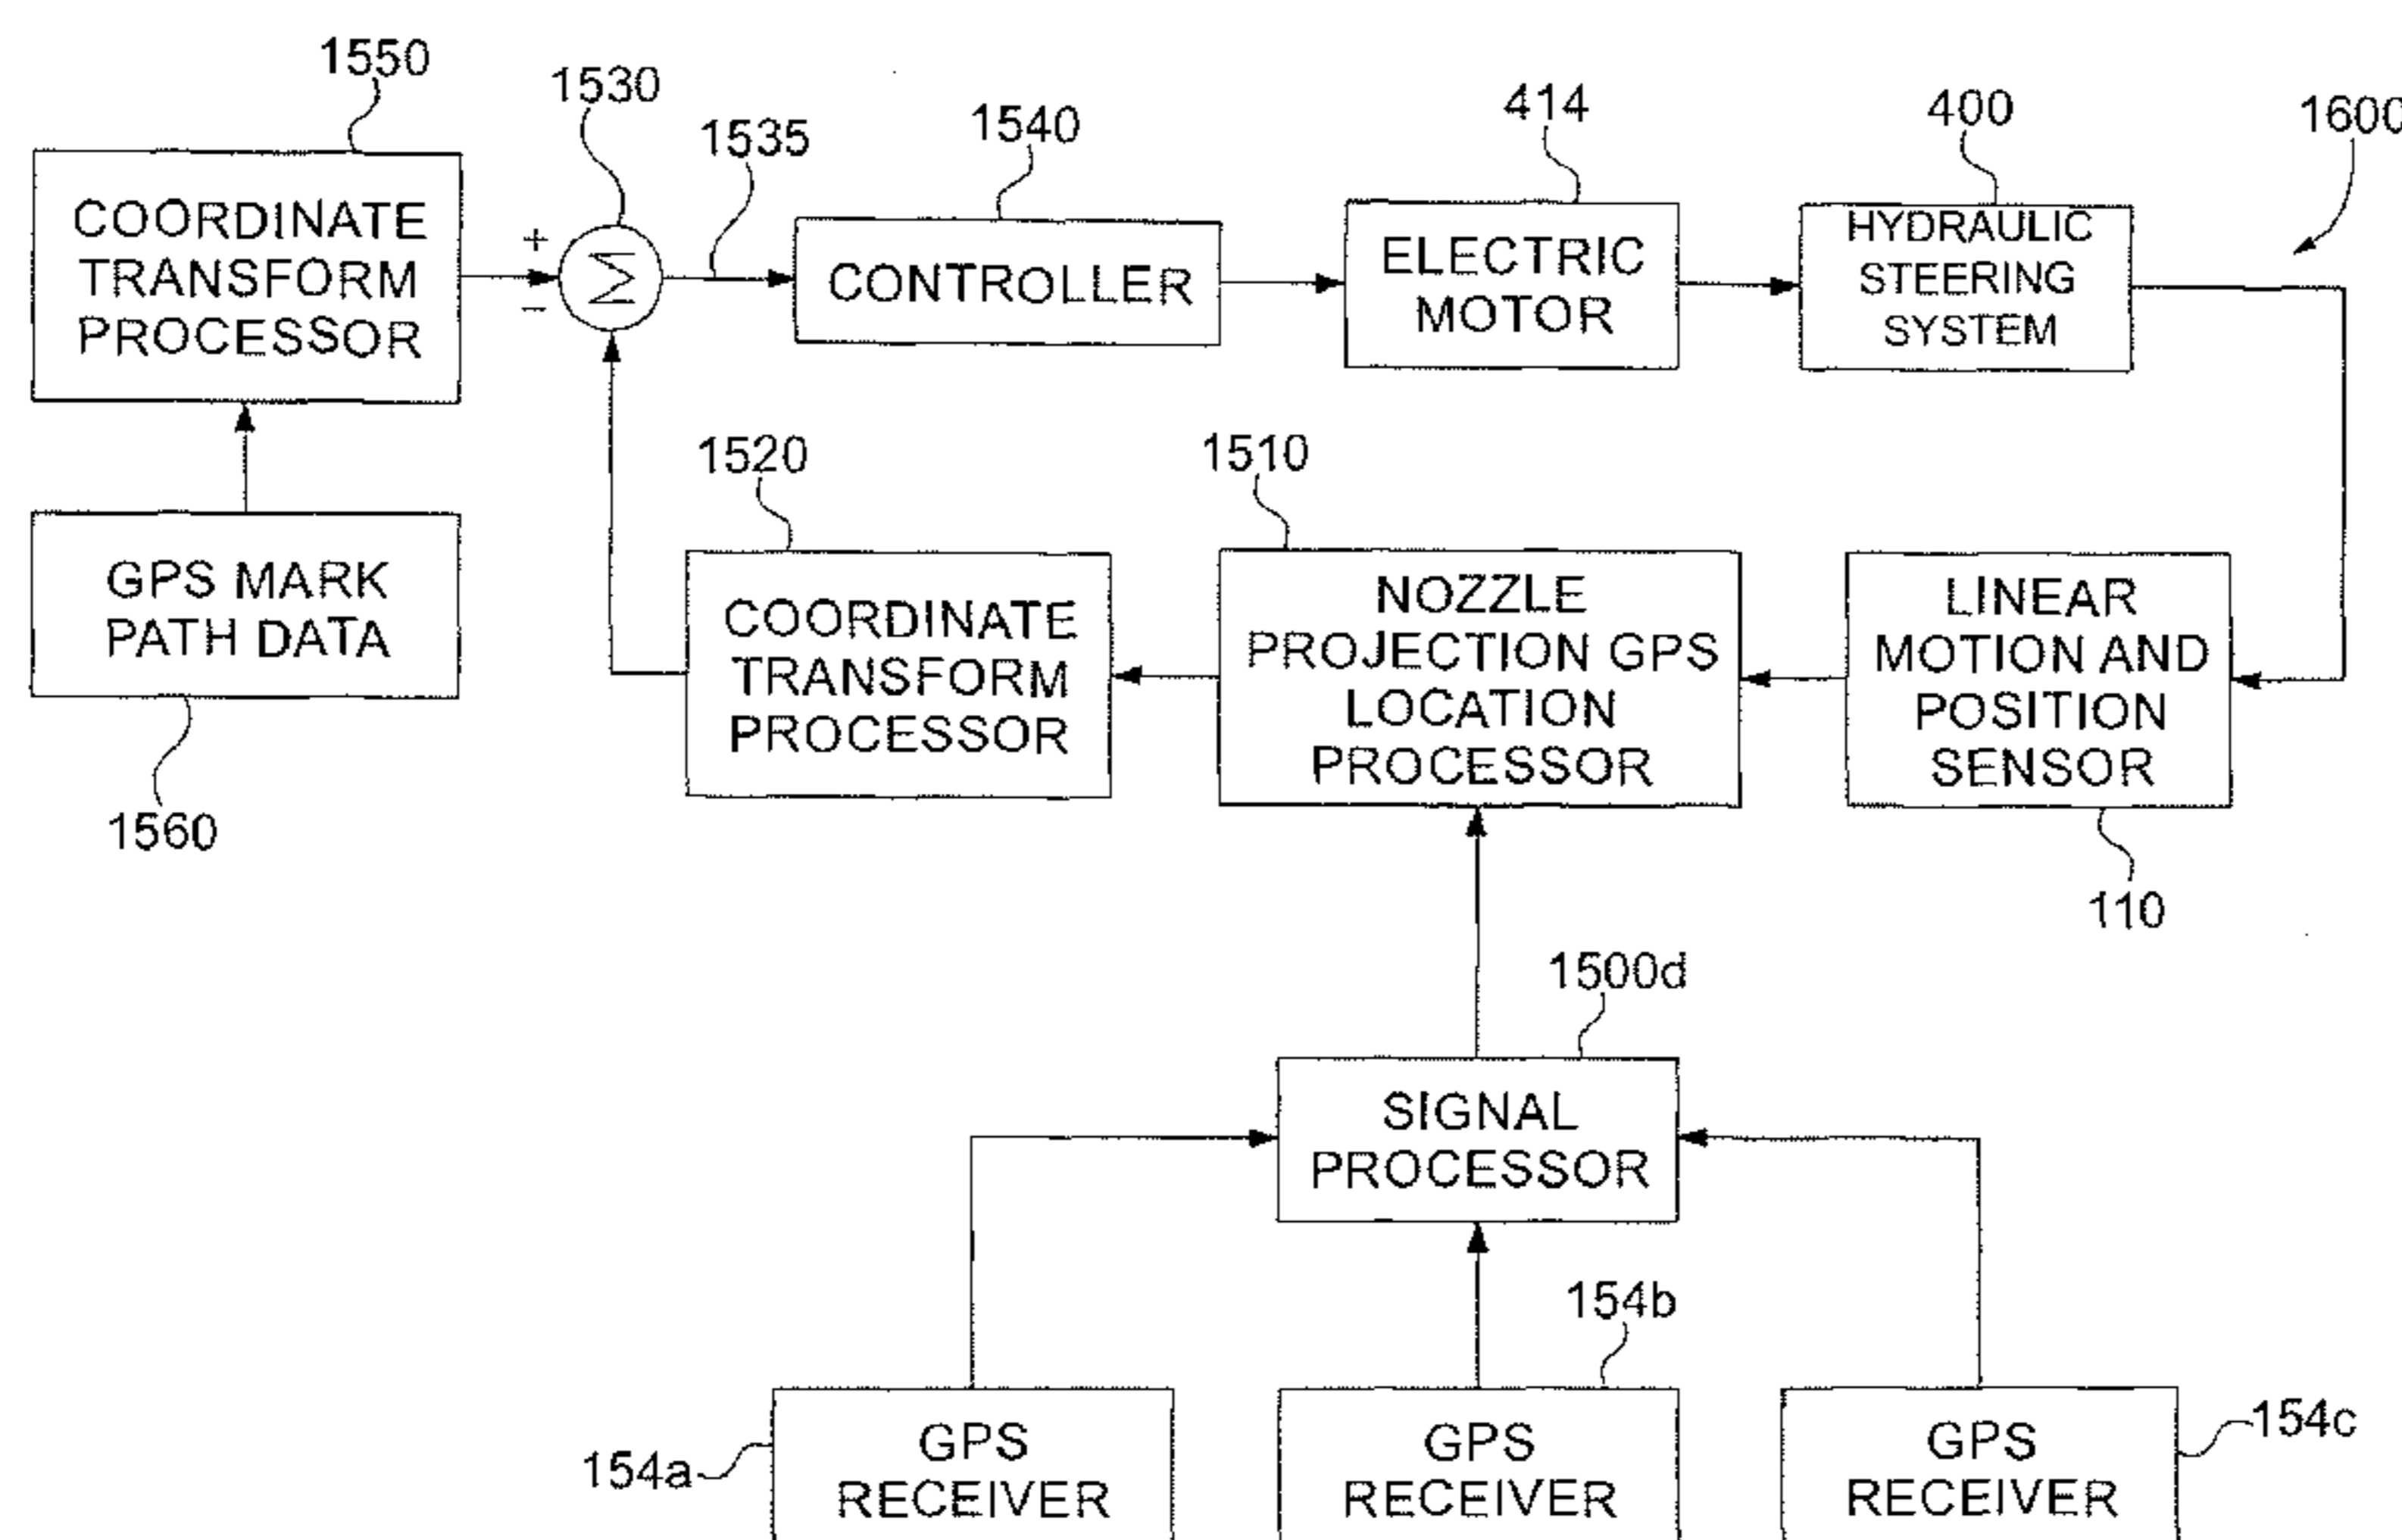 1550
1530
1535
1540
414
400
1600
COORDINATE
TRANSFORM
PROCESSOR
+
−
Σ
CONTROLLER
ELECTRIC
MOTOR
HYDRAULIC
STEERING
SYSTEM
1520
1510
GPS MARK
PATH DATA
1560
COORDINATE
TRANSFORM
PROCESSOR
NOZZLE
PROJECTION GPS
LOCATION
PROCESSOR
LINEAR
MOTION AND
POSITION
SENSOR
110
1500d
SIGNAL
PROCESSOR
154b
154a
GPS
RECEIVER
GPS
RECEIVER
GPS
RECEIVER
154c